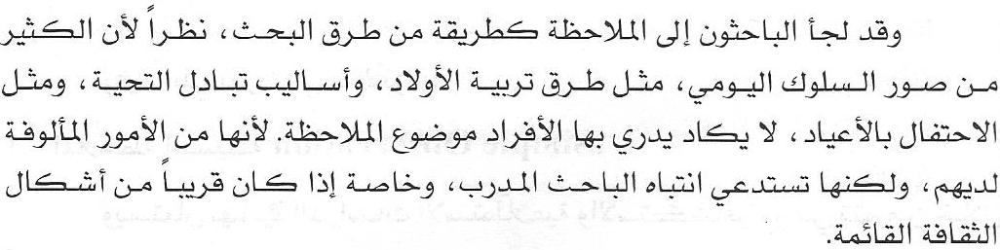 وقد لجأ الباحثون إلى الملاحظة كطريقة من طرق البحث، نظراً لأن الكثير
من صور السلوك اليومي، مثل طرق تربية الأولاد، وأساليب تبادل التحية، ومثل
الاحتفال بالأعياد، لا يكاد يدري بها الأفراد موضوع الملاحظة. لأنها من الأمور المألوفة
لديهم، ولكنها تستدعي انتباه الباحث المدرب، وخاصة إذا كان قريباً من أشكال
الثقافة القائمة.